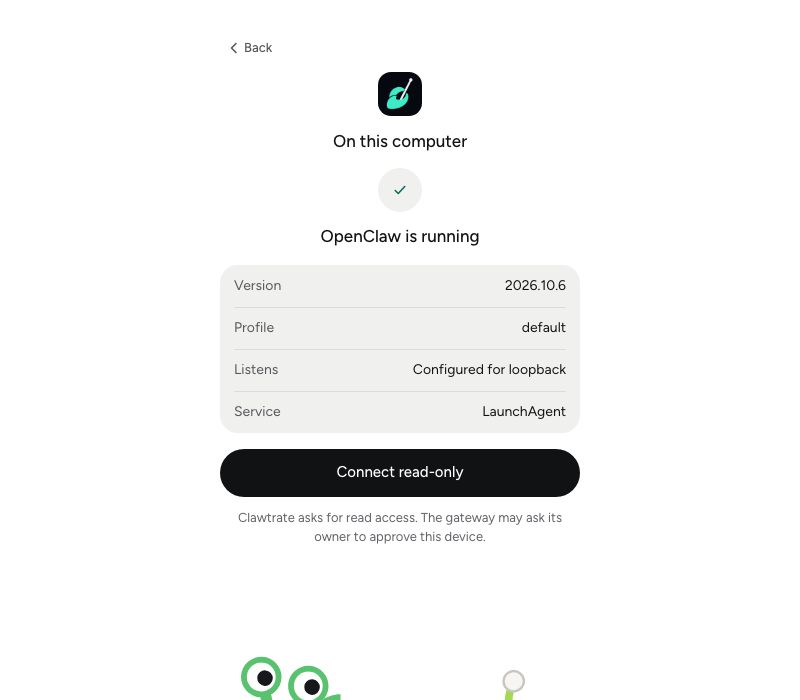 Back
On this computer
OpenClaw is running
Version 2026.10.6
Profile default
Listens Configured for loopback
Service LaunchAgent
Connect read-only
Clawtrate asks for read access. The gateway may ask its
owner to approve this device.